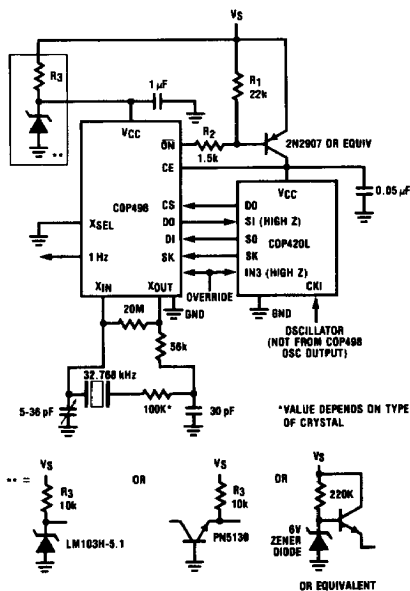 VS
R3
**
1 µF
R1
22k
VCC
ON
R2
1.5k
2N2907 OR EQUIV
CE
COP498
VCC
0.05 µF
CS
DO
DO
SI (HIGH Z)
XSEL
DI
SO
COP420L
1 Hz
SK
SK
IN3 (HIGH Z)
XIN
XOUT
OVERRIDE
CKI
GND
GND
20M
OSCILLATOR
(NOT FROM COP498
OSC OUTPUT)
56k
32.768 kHz
5-36 pF
100K*
30 pF
*VALUE DEPENDS ON TYPE
OF CRYSTAL
** =
VS
R3
10k
LM103H-5.1
OR
VS
R3
10k
PN5139
OR
VS
220K
6V
ZENER
DIODE
OR EQUIVALENT